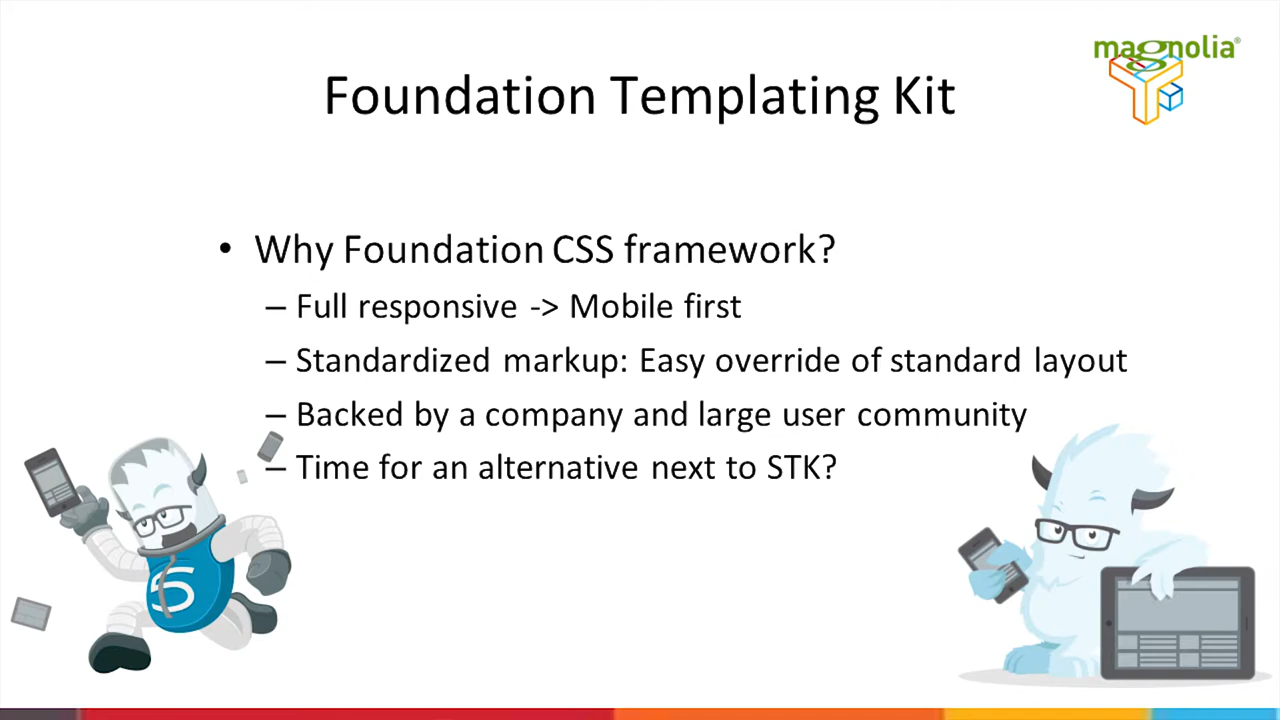 magnolia®
Foundation Templating Kit
• Why Foundation CSS framework?
– Full responsive -> Mobile first
– Standardized markup: Easy override of standard layout
– Backed by a company and large user community
– Time for an alternative next to STK?
5